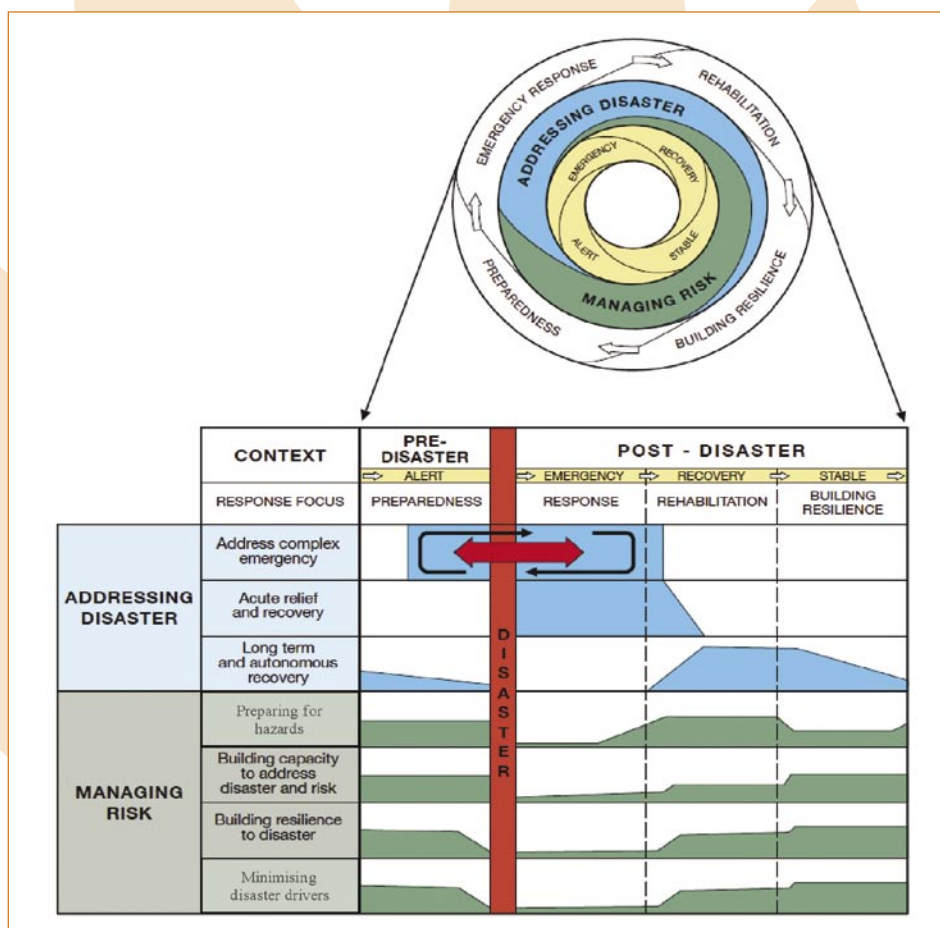 EMERGENCY RESPONSE
REHABILITATION
BUILDING RESILIENCE
PREPAREDNESS
ADDRESSING DISASTER
MANAGING RISK
EMERGENCY
RECOVERY
STABLE
ALERT
CONTEXT
PRE-
DISASTER
POST - DISASTER
ALERT
EMERGENCY
RECOVERY
STABLE
RESPONSE FOCUS
PREPAREDNESS
RESPONSE
REHABILITATION
BUILDING
RESILIENCE
ADDRESSING
DISASTER
Address complex
emergency
Acute relief
and recovery
Long term
and autonomous
recovery
DISASTER
MANAGING
RISK
Preparing for
hazards
Building capacity
to address
disaster and risk
Building resilience
to disaster
Minimising
disaster drivers